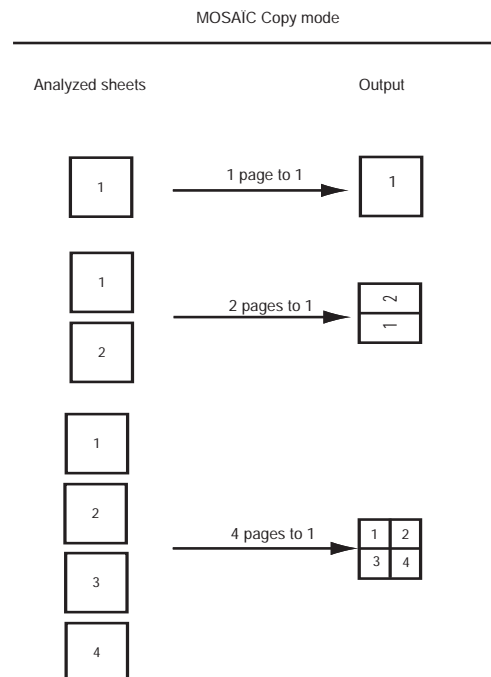 MOSAÏC Copy mode
Analyzed sheets
Output
1
1 page to 1
1
1
2
2 pages to 1
2
1
1
2
3
4
4 pages to 1
1 2
3 4